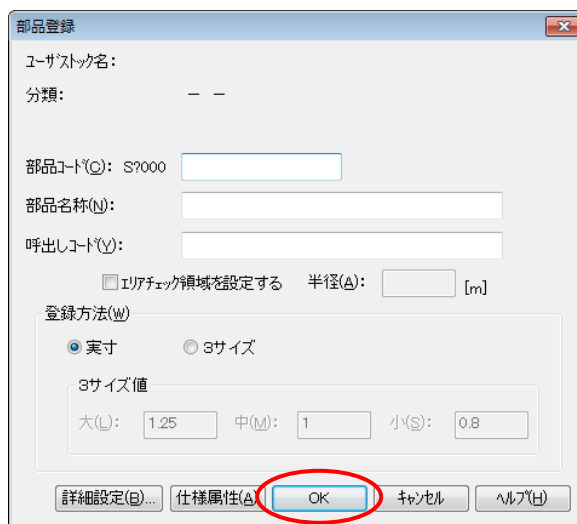 部品登録
ユーザストック名:
分類: － －
部品コード(C): S?000
部品名称(N):
呼出しコード(Y):
エリアチェック領域を設定する 半径(A): [m]
登録方法(W)
実寸 3サイズ
3サイズ値
大(L): 1.25 中(M): 1 小(S): 0.8
詳細設定(B)... 仕様属性(A) OK キャンセル ヘルプ(H)